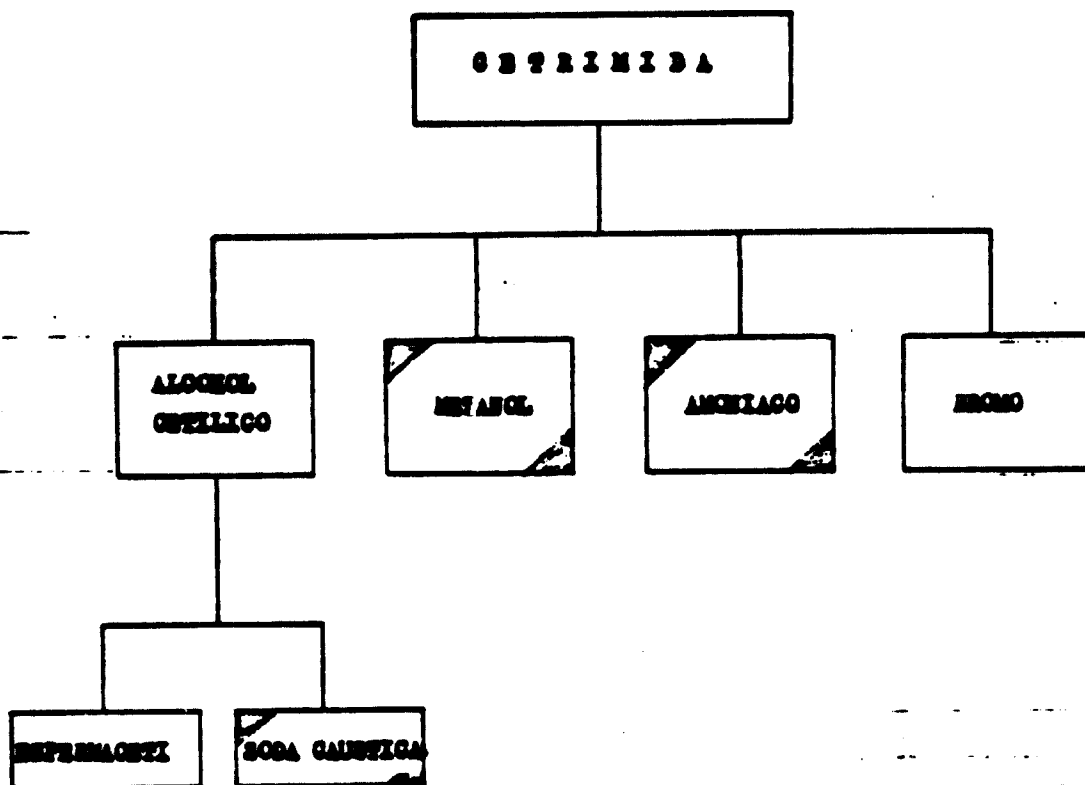 CETRIMIDA
ALCOHOL
CETILICO
METANOL
AMONIACO
BROMO
ESPERMACETI
SODA CAUSTICA